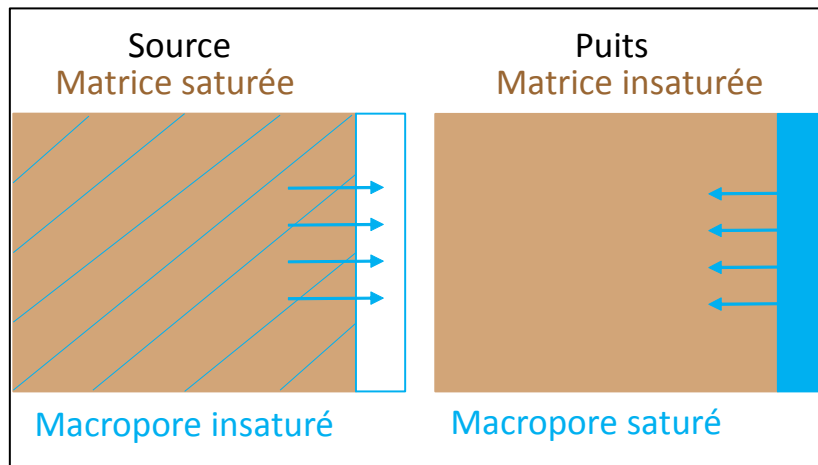 Source
Matrice saturée
Macropore insaturé
Puits
Matrice insaturée
Macropore saturé